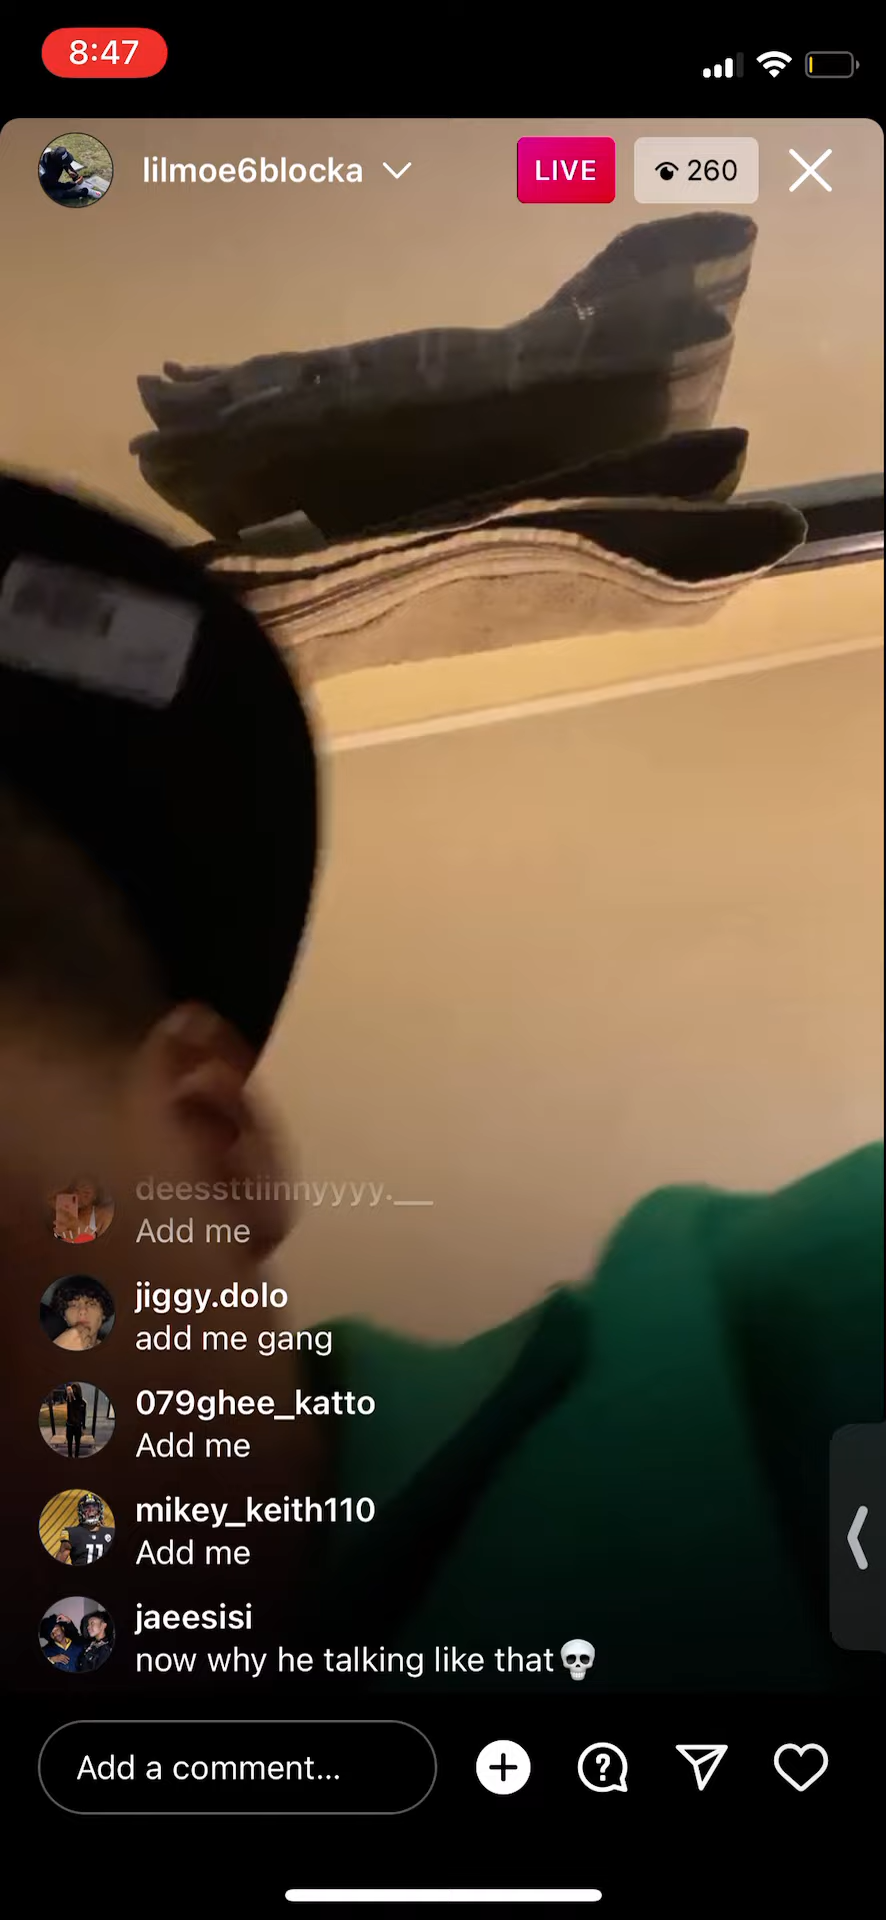 8:47
lilmoe6blocka
LIVE
260
deessttiinnyyyy.__
Add me
jiggy.dolo
add me gang
079ghee_katto
Add me
mikey_keith110
Add me
jaeesisi
now why he talking like that💀
Add a comment...